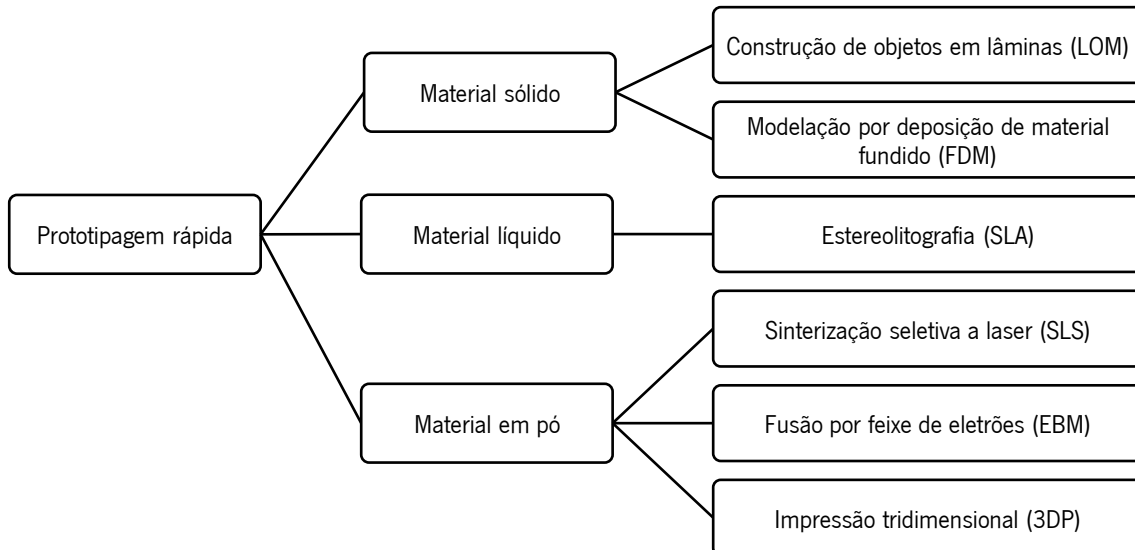 Prototipagem rápida
Material sólido
Construção de objetos em lâminas (LOM)
Modelação por deposição de material
fundido (FDM)
Material líquido
Estereolitografia (SLA)
Material em pó
Sinterização seletiva a laser (SLS)
Fusão por feixe de eletrões (EBM)
Impressão tridimensional (3DP)